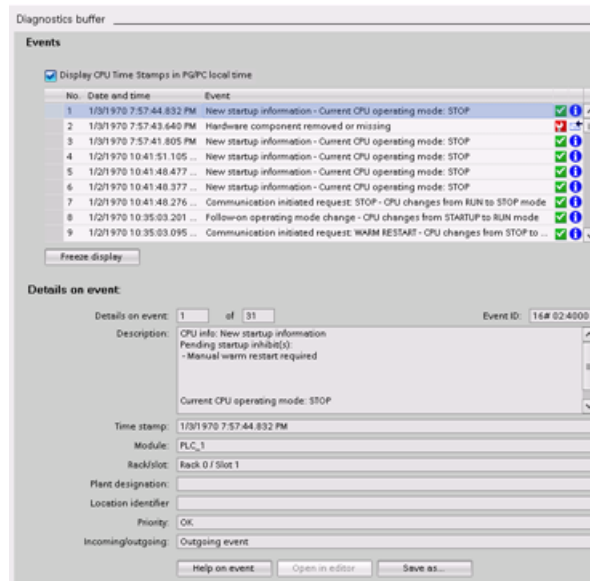 Diagnostics buffer
Events
Display CPU Time Stamps in PG/PC local time
No. Date and time Event
1 1/3/1970 7:57:44.832 PM New startup information - Current CPU operating mode: STOP
2 1/3/1970 7:57:43.640 PM Hardware component removed or missing
3 1/3/1970 7:57:41.805 PM New startup information - Current CPU operating mode: STOP
4 1/2/1970 10:41:51.105 ... New startup information - Current CPU operating mode: STOP
5 1/2/1970 10:41:48.477 ... New startup information - Current CPU operating mode: STOP
6 1/2/1970 10:41:48.377 ... New startup information - Current CPU operating mode: STOP
7 1/2/1970 10:41:48.276 ... Communication initiated request: STOP - CPU changes from RUN to STOP mode
8 1/2/1970 10:35:03.201 ... Follow-on operating mode change - CPU changes from STARTUP to RUN mode
9 1/2/1970 10:35:03.095 ... Communication initiated request: WARM RESTART - CPU changes from STOP to ...
Freeze display
Details on event:
Details on event: 1 of 31 Event ID: 16# 02:4000
Description: CPU info: New startup information
Pending startup inhibit(s):
- Manual warm restart required
Current CPU operating mode: STOP
Time stamp: 1/3/1970 7:57:44.832 PM
Module: PLC_1
Rack/slot: Rack 0 / Slot 1
Plant designation:
Location identifier
Priority: OK
Incoming/outgoing: Outgoing event
Help on event Open in editor Save as...